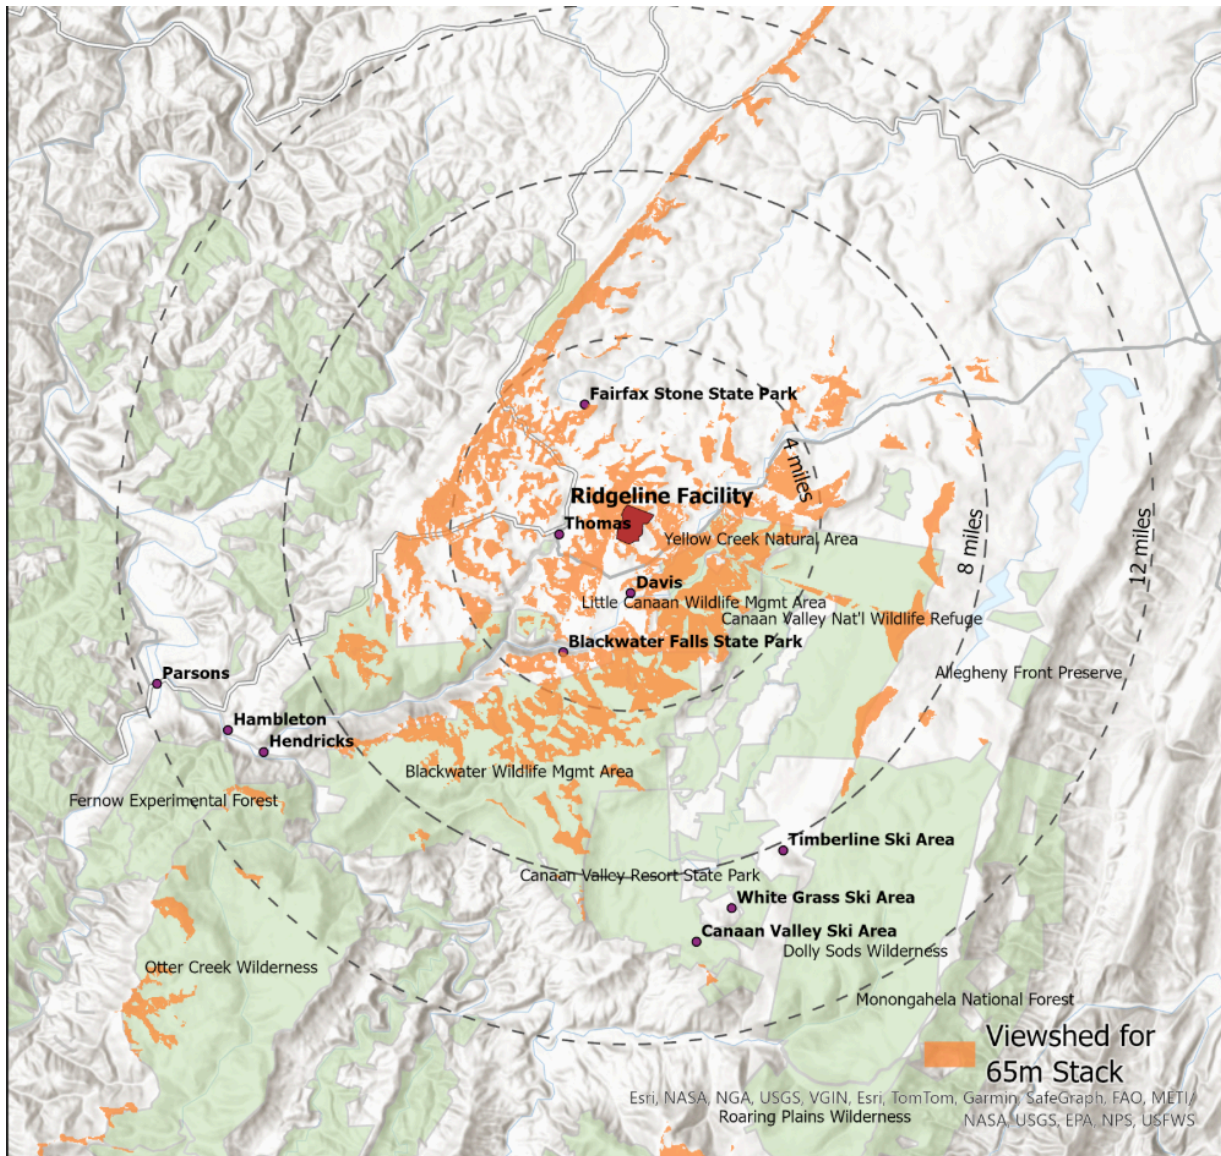 Fairfax Stone State Park
4 miles
Ridgeline Facility
Thomas
Yellow Creek Natural Area
8 miles
12 miles
Davis
Little Canaan Wildlife Mgmt Area
Canaan Valley Nat'l Wildlife Refuge
Blackwater Falls State Park
Parsons
Allegheny Front Preserve
Hambleton
Hendricks
Blackwater Wildlife Mgmt Area
Fernow Experimental Forest
Timberline Ski Area
Canaan Valley Resort State Park
White Grass Ski Area
Canaan Valley Ski Area
Dolly Sods Wilderness
Otter Creek Wilderness
Monongahela National Forest
Viewshed for
65m Stack
Esri, NASA, NGA, USGS, VGIN, Esri, TomTom, Garmin, SafeGraph, FAO, METI/
Roaring Plains Wilderness
NASA, USGS, EPA, NPS, USFWS